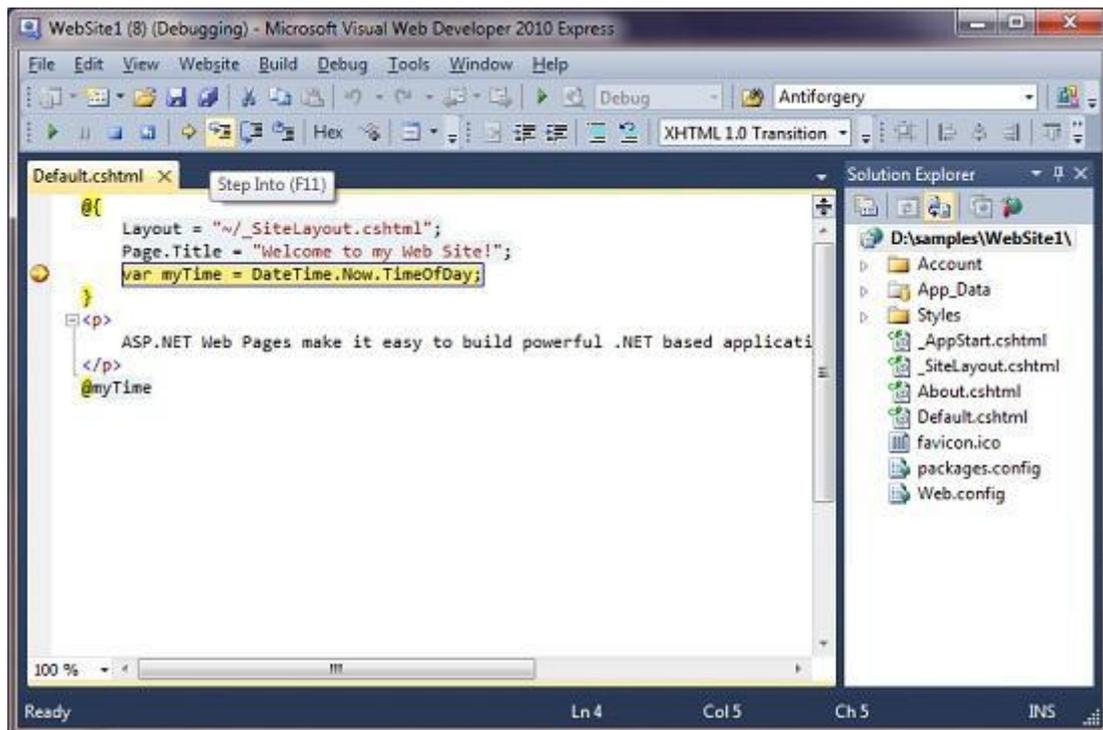 WebSite1 (8) (Debugging) - Microsoft Visual Web Developer 2010 Express
File Edit View Website Build Debug Tools Window Help
Debug Antiforgery
Hex XHTML 1.0 Transition
Default.cshtml
Step Into (F11)
@{
Layout = "~/_SiteLayout.cshtml";
Page.Title = "Welcome to my Web Site!";
var myTime = DateTime.Now.TimeOfDay;
}
<p>
ASP.NET Web Pages make it easy to build powerful .NET based applicati
</p>
@myTime
100 %
Solution Explorer
D:\samples\WebSite1\
Account
App_Data
Styles
_AppStart.cshtml
_SiteLayout.cshtml
About.cshtml
Default.cshtml
favicon.ico
packages.config
Web.config
Ready Ln 4 Col 5 Ch 5 INS